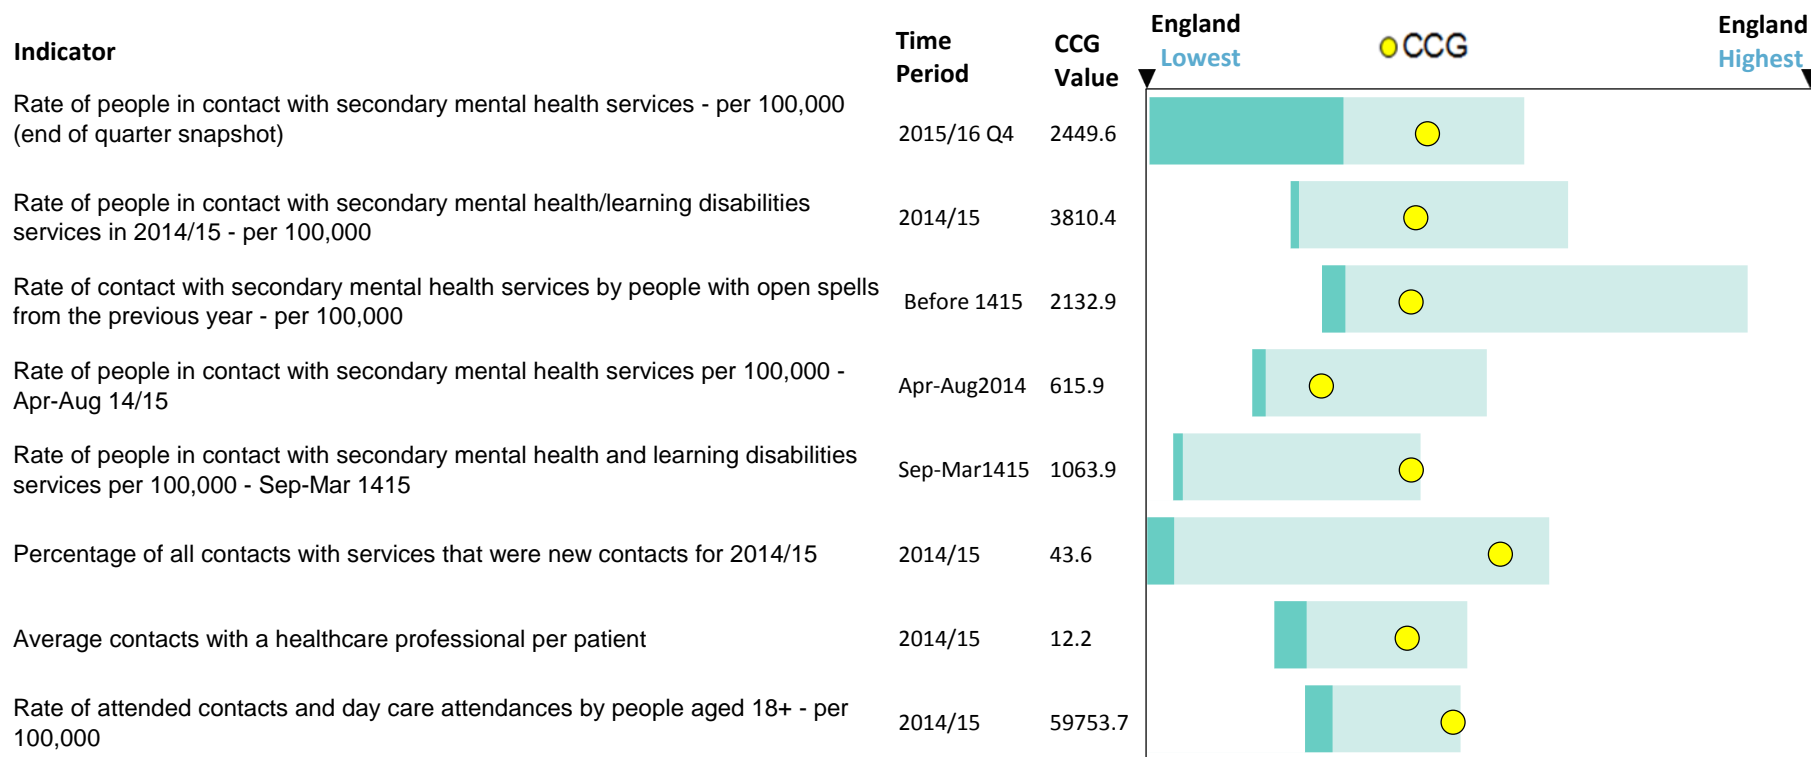 Indicator
Time Period
CCG Value
England Lowest
CCG
England Highest
Rate of people in contact with secondary mental health services - per 100,000
(end of quarter snapshot)
2015/16 Q4 2449.6
Rate of people in contact with secondary mental health/learning disabilities
services in 2014/15 - per 100,000
2014/15 3810.4
Rate of contact with secondary mental health services by people with open spells
from the previous year - per 100,000
Before 1415 2132.9
Rate of people in contact with secondary mental health services per 100,000 -
Apr-Aug 14/15
Apr-Aug2014 615.9
Rate of people in contact with secondary mental health and learning disabilities
services per 100,000 - Sep-Mar 1415
Sep-Mar1415 1063.9
Percentage of all contacts with services that were new contacts for 2014/15
2014/15 43.6
Average contacts with a healthcare professional per patient
2014/15 12.2
Rate of attended contacts and day care attendances by people aged 18+ - per
100,000
2014/15 59753.7